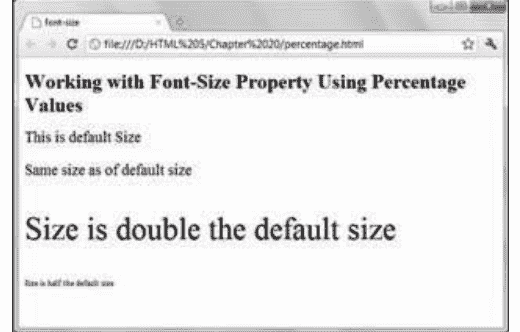 font-size
file:///D:/HTML%205/Chapter%2020/percentage.html
Working with Font-Size Property Using Percentage
Values
This is default Size
Same size as of default size
Size is double the default size
Size is half the default size